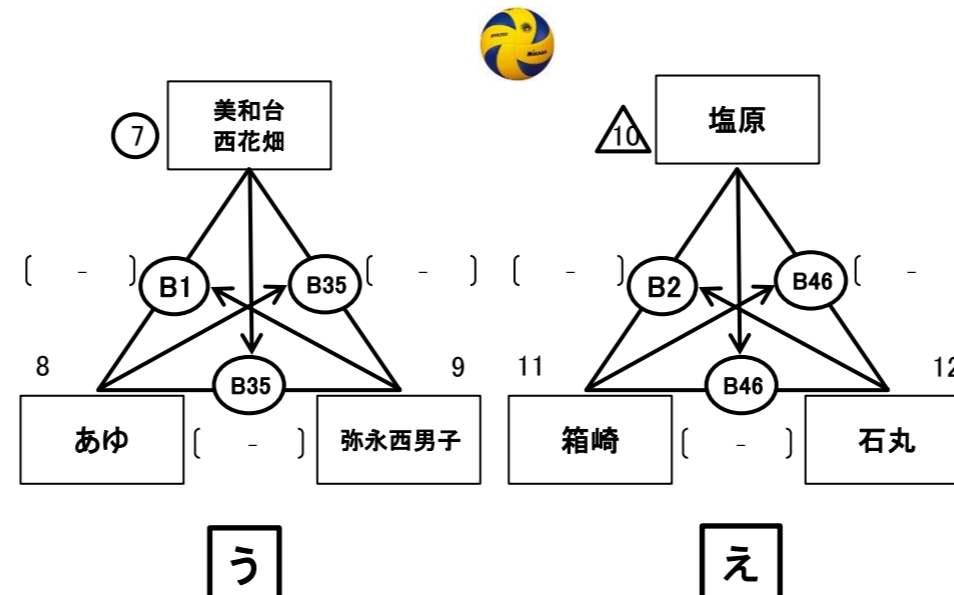 美和台
西花畑
7
塩原
10
( - )
B1
B35
( - )
( - )
B2
B46
( -
8
B35
9
11
B46
12
あゆ
( - )
弥永西男子
箱崎
( - )
石丸
う
え